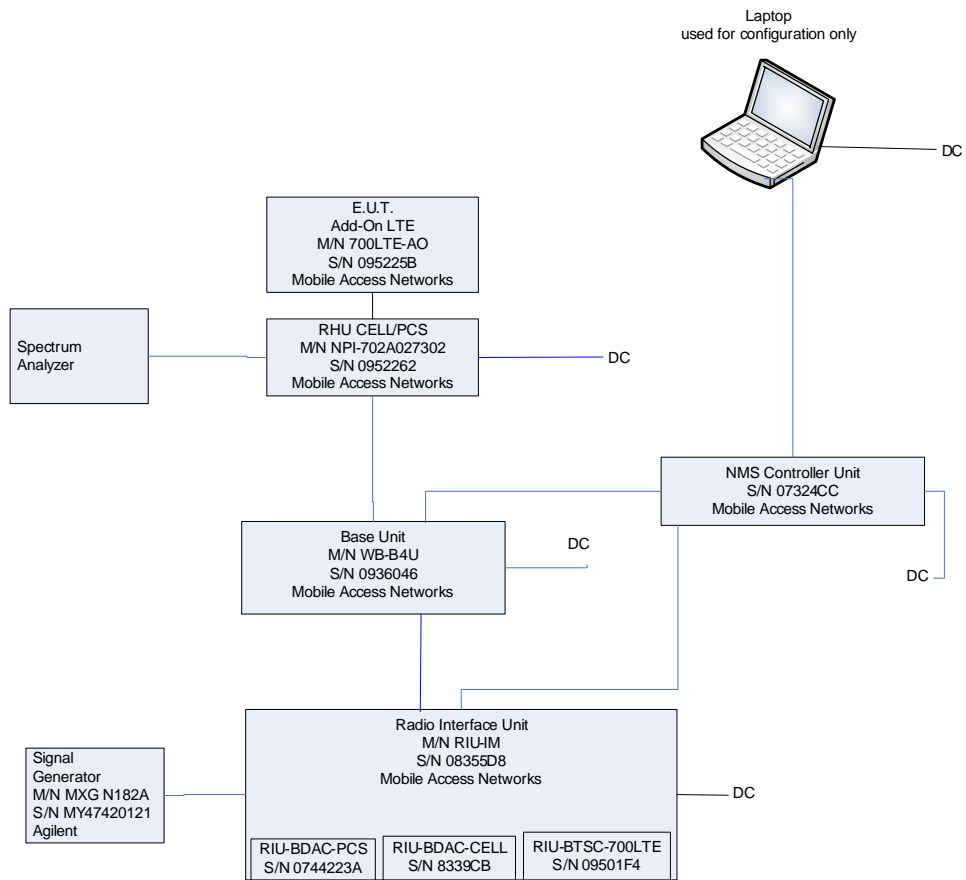 Laptop
used for configuration only
DC
E.U.T.
Add-On LTE
M/N 700LTE-AO
S/N 095225B
Mobile Access Networks
RHU CELL/PCS
M/N NPI-702A027302
S/N 0952262
Mobile Access Networks
Spectrum
Analyzer
DC
NMS Controller Unit
S/N 07324CC
Mobile Access Networks
Base Unit
M/N WB-B4U
S/N 0936046
Mobile Access Networks
DC
DC
Radio Interface Unit
M/N RIU-IM
S/N 08355D8
Mobile Access Networks
Signal
Generator
M/N MXG N182A
S/N MY47420121
Agilent
DC
RIU-BDAC-PCS
S/N 0744223A
RIU-BDAC-CELL
S/N 8339CB
RIU-BTSC-700LTE
S/N 09501F4